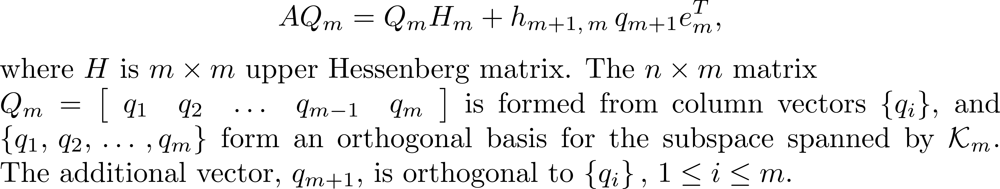 $AQ_m = Q_m H_m + h_{m+1,\,m}\, q_{m+1} e_m^T,$
where $H$ is $m \times m$ upper Hessenberg matrix. The $n \times m$ matrix
$Q_m = \left[ \begin{array}{ccccc} q_1 & q_2 & \ldots & q_{m-1} & q_m \end{array} \right]$ is formed from column vectors $\{q_i\}$, and
$\{q_1, q_2, \ldots, q_m\}$ form an orthogonal basis for the subspace spanned by $\mathcal{K}_m$.
The additional vector, $q_{m+1}$, is orthogonal to $\{q_i\}, 1 \leq i \leq m$.